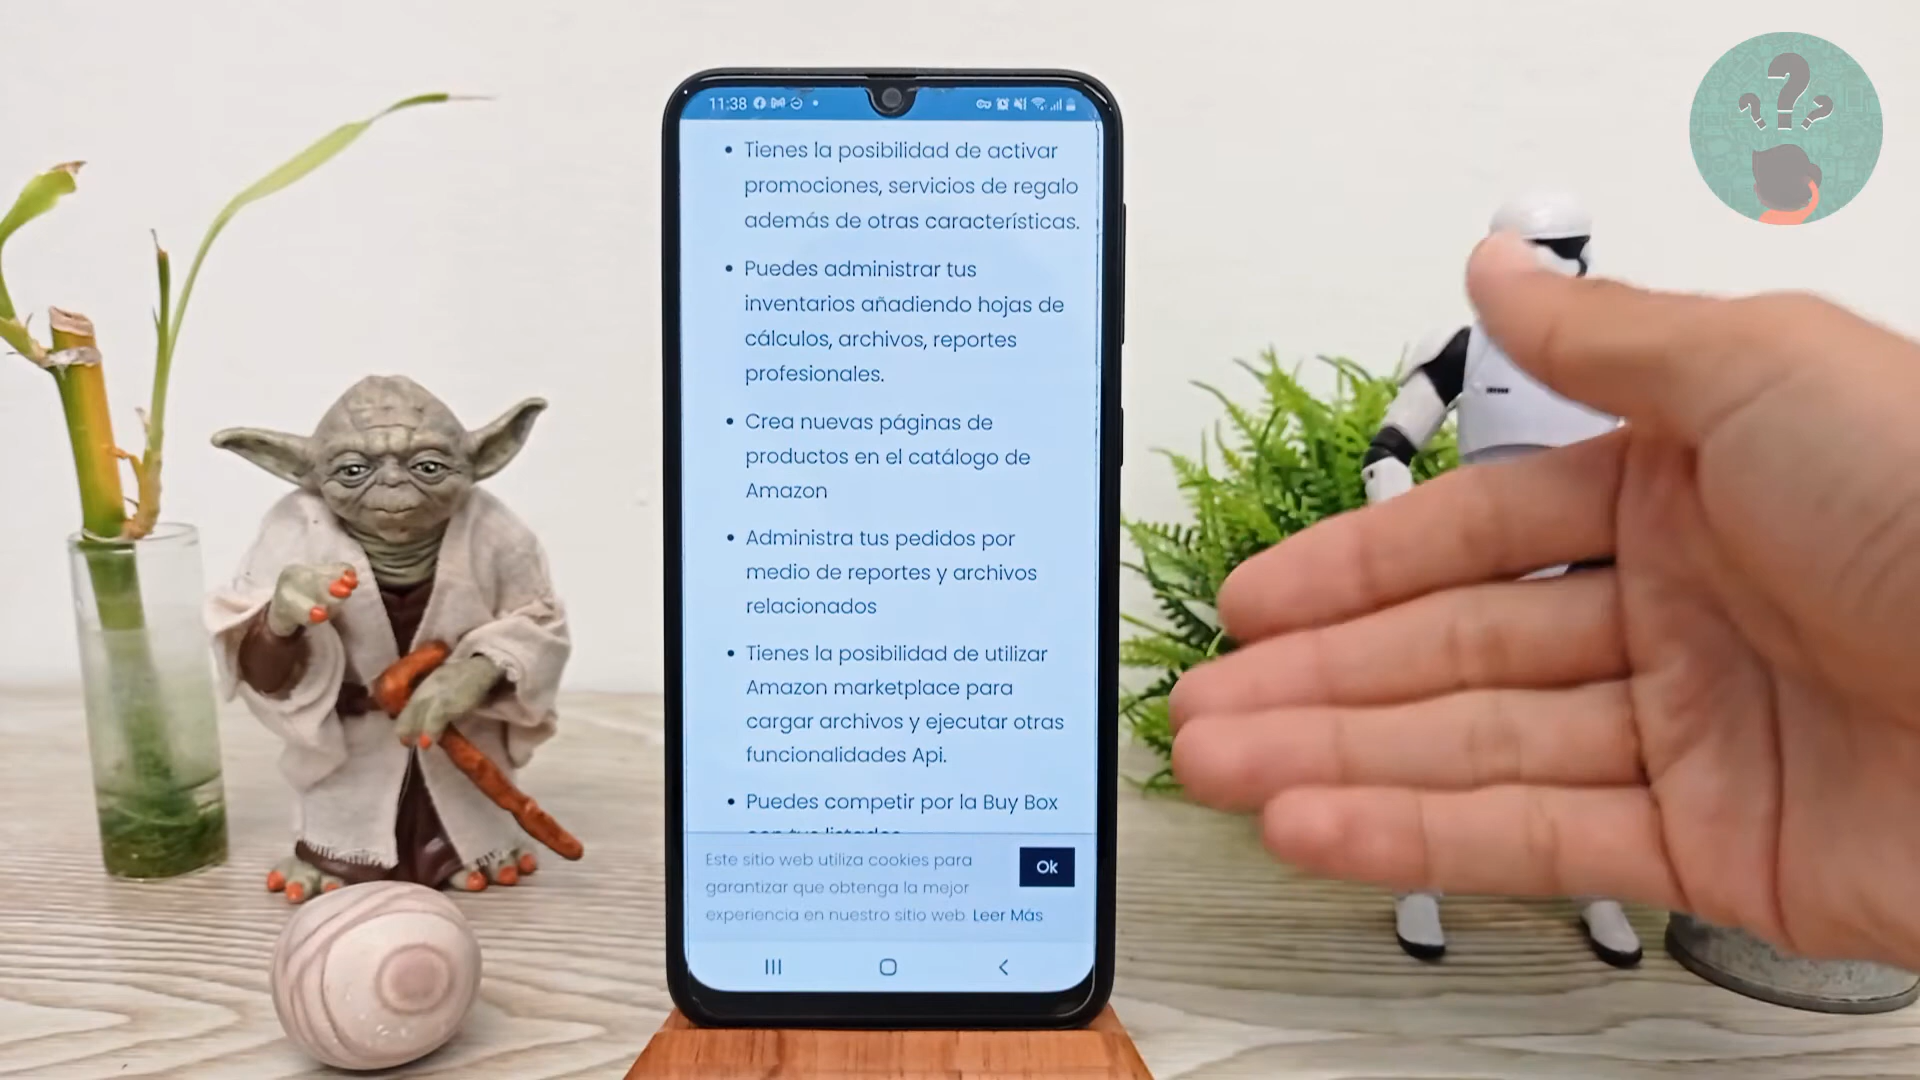 11:38
Tienes la posibilidad de activar
promociones, servicios de regalo
además de otras características.
Puedes administrar tus
inventarios añadiendo hojas de
cálculos, archivos, reportes
profesionales.
Crea nuevas páginas de
productos en el catálogo de
Amazon
Administra tus pedidos por
medio de reportes y archivos
relacionados
Tienes la posibilidad de utilizar
Amazon marketplace para
cargar archivos y ejecutar otras
funcionalidades Api.
Puedes competir por la Buy Box
con tus listados
Este sitio web utiliza cookies para
garantizar que obtenga la mejor
experiencia en nuestro sitio web Leer Más
Ok